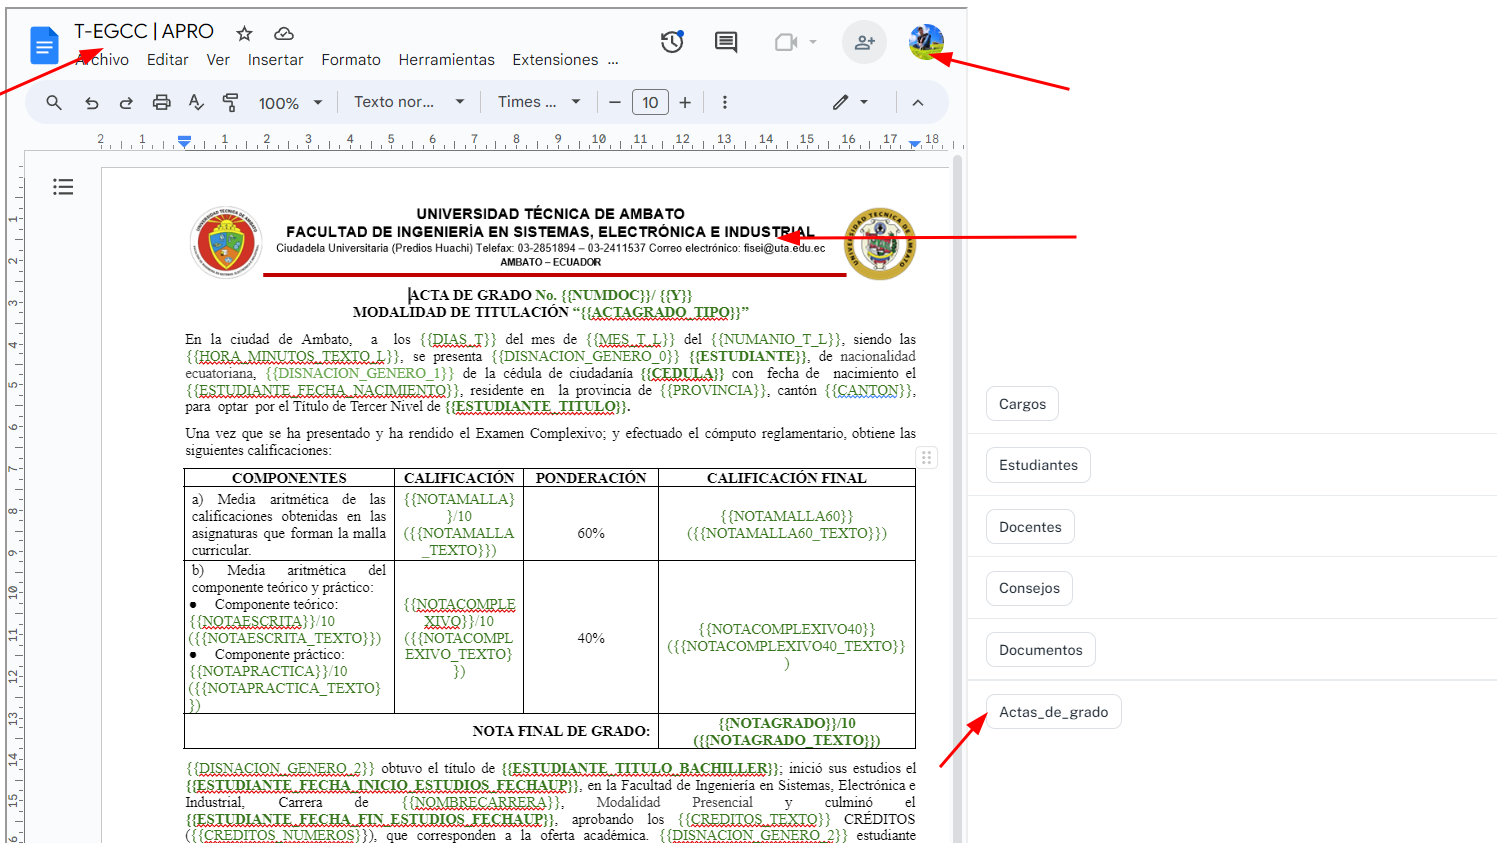 T-EGCC | APRO
Archivo Editar Ver Insertar Formato Herramientas Extensiones ...
100% Texto nor... Times ... − 10 +
2 1 1 2 3 4 5 6 7 8 9 10 11 12 13 14 15 16 17 18
UNIVERSIDAD TÉCNICA DE AMBATO
FACULTAD DE INGENIERÍA EN SISTEMAS, ELECTRÓNICA E INDUSTRIAL
Ciudadela Universitaria (Predios Huachi) Telefax: 03-2851894 – 03-2411537 Correo electrónico: fisei@uta.edu.ec
AMBATO – ECUADOR
ACTA DE GRADO No. {{NUMDOC}}/ {{Y}}
MODALIDAD DE TITULACIÓN “{{ACTAGRADO_TIPO}}”
En la ciudad de Ambato, a los {{DIAS_T}} del mes de {{MES_T_L}} del {{NUMANIO_T_L}}, siendo las
{{HORA_MINUTOS_TEXTO_L}}, se presenta {{DISNACION_GENERO_0}} {{ESTUDIANTE}}, de nacionalidad
ecuatoriana, {{DISNACION_GENERO_1}} de la cédula de ciudadanía {{CEDULA}} con fecha de nacimiento el
{{ESTUDIANTE_FECHA_NACIMIENTO}}, residente en la provincia de {{PROVINCIA}}, cantón {{CANTON}},
para optar por el Título de Tercer Nivel de {{ESTUDIANTE_TITULO}}.
Una vez que se ha presentado y ha rendido el Examen Complexivo; y efectuado el cómputo reglamentario, obtiene las
siguientes calificaciones:
COMPONENTES CALIFICACIÓN PONDERACIÓN CALIFICACIÓN FINAL
a) Media aritmética de las
calificaciones obtenidas en las
asignaturas que forman la malla
curricular.
{{NOTAMALLA}
}/10
({{NOTAMALLA
_TEXTO}})
60%
{{NOTAMALLA60}}
({{NOTAMALLA60_TEXTO}})
b) Media aritmética del
componente teórico y práctico:
● Componente teórico:
{{NOTAESCRITA}}/10
({{NOTAESCRITA_TEXTO}})
● Componente práctico:
{{NOTAPRACTICA}}/10
({{NOTAPRACTICA_TEXTO}
})
{{NOTACOMPLE
XIVO}}/10
({{NOTACOMPL
EXIVO_TEXTO}
})
40%
{{NOTACOMPLEXIVO40}}
({{NOTACOMPLEXIVO40_TEXTO}}
)
NOTA FINAL DE GRADO:
{{NOTAGRADO}}/10
({{NOTAGRADO_TEXTO}})
{{DISNACION_GENERO_2}} obtuvo el título de {{ESTUDIANTE_TITULO_BACHILLER}}; inició sus estudios el
{{ESTUDIANTE_FECHA_INICIO_ESTUDIOS_FECHAUP}}, en la Facultad de Ingeniería en Sistemas, Electrónica e
Industrial, Carrera de {{NOMBRECARRERA}}, Modalidad Presencial y culminó el
{{ESTUDIANTE_FECHA_FIN_ESTUDIOS_FECHAUP}}, aprobando los {{CREDITOS_TEXTO}} CRÉDITOS
({{CREDITOS_NUMEROS}}), que corresponden a la oferta académica. {{DISNACION_GENERO_2}} estudiante
Cargos
Estudiantes
Docentes
Consejos
Documentos
Actas_de_grado